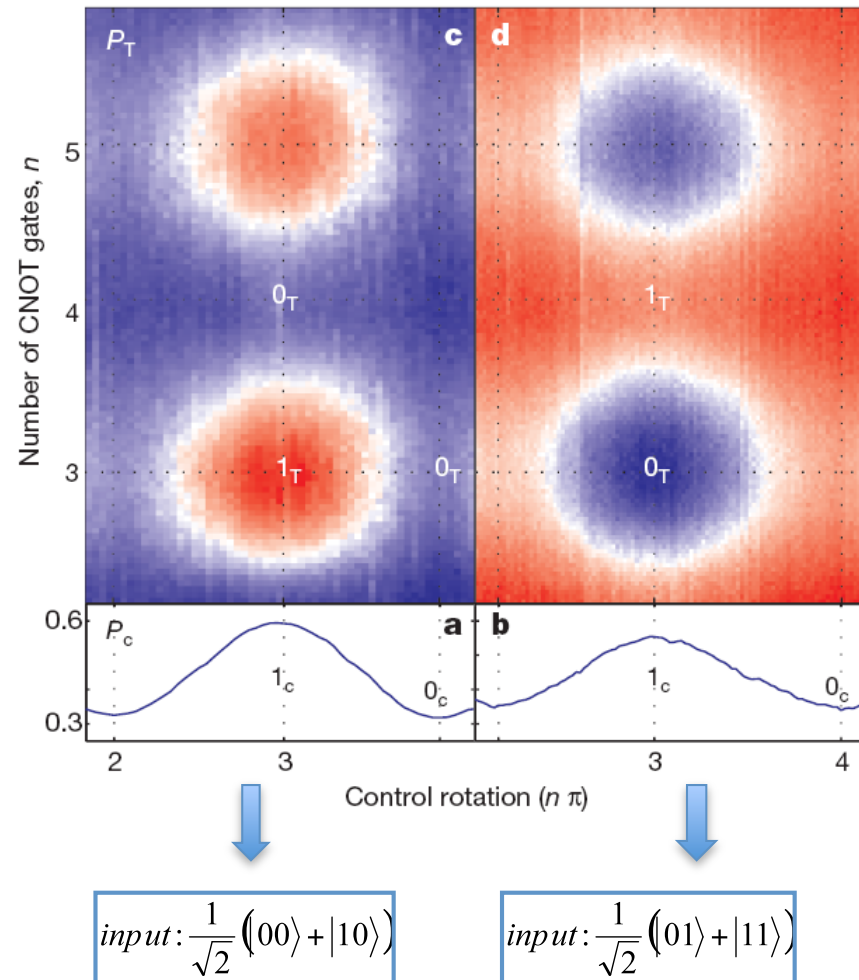 P_T c d
Number of CNOT gates, n
5
4
3
0_T 1_T
1_T 0_T 0_T
0.6
0.3
P_c a b
1_c 0_c 1_c 0_c
2 3 3 4
Control rotation (n π)
input: 1/√2 (|00⟩ + |10⟩)
input: 1/√2 (|01⟩ + |11⟩)